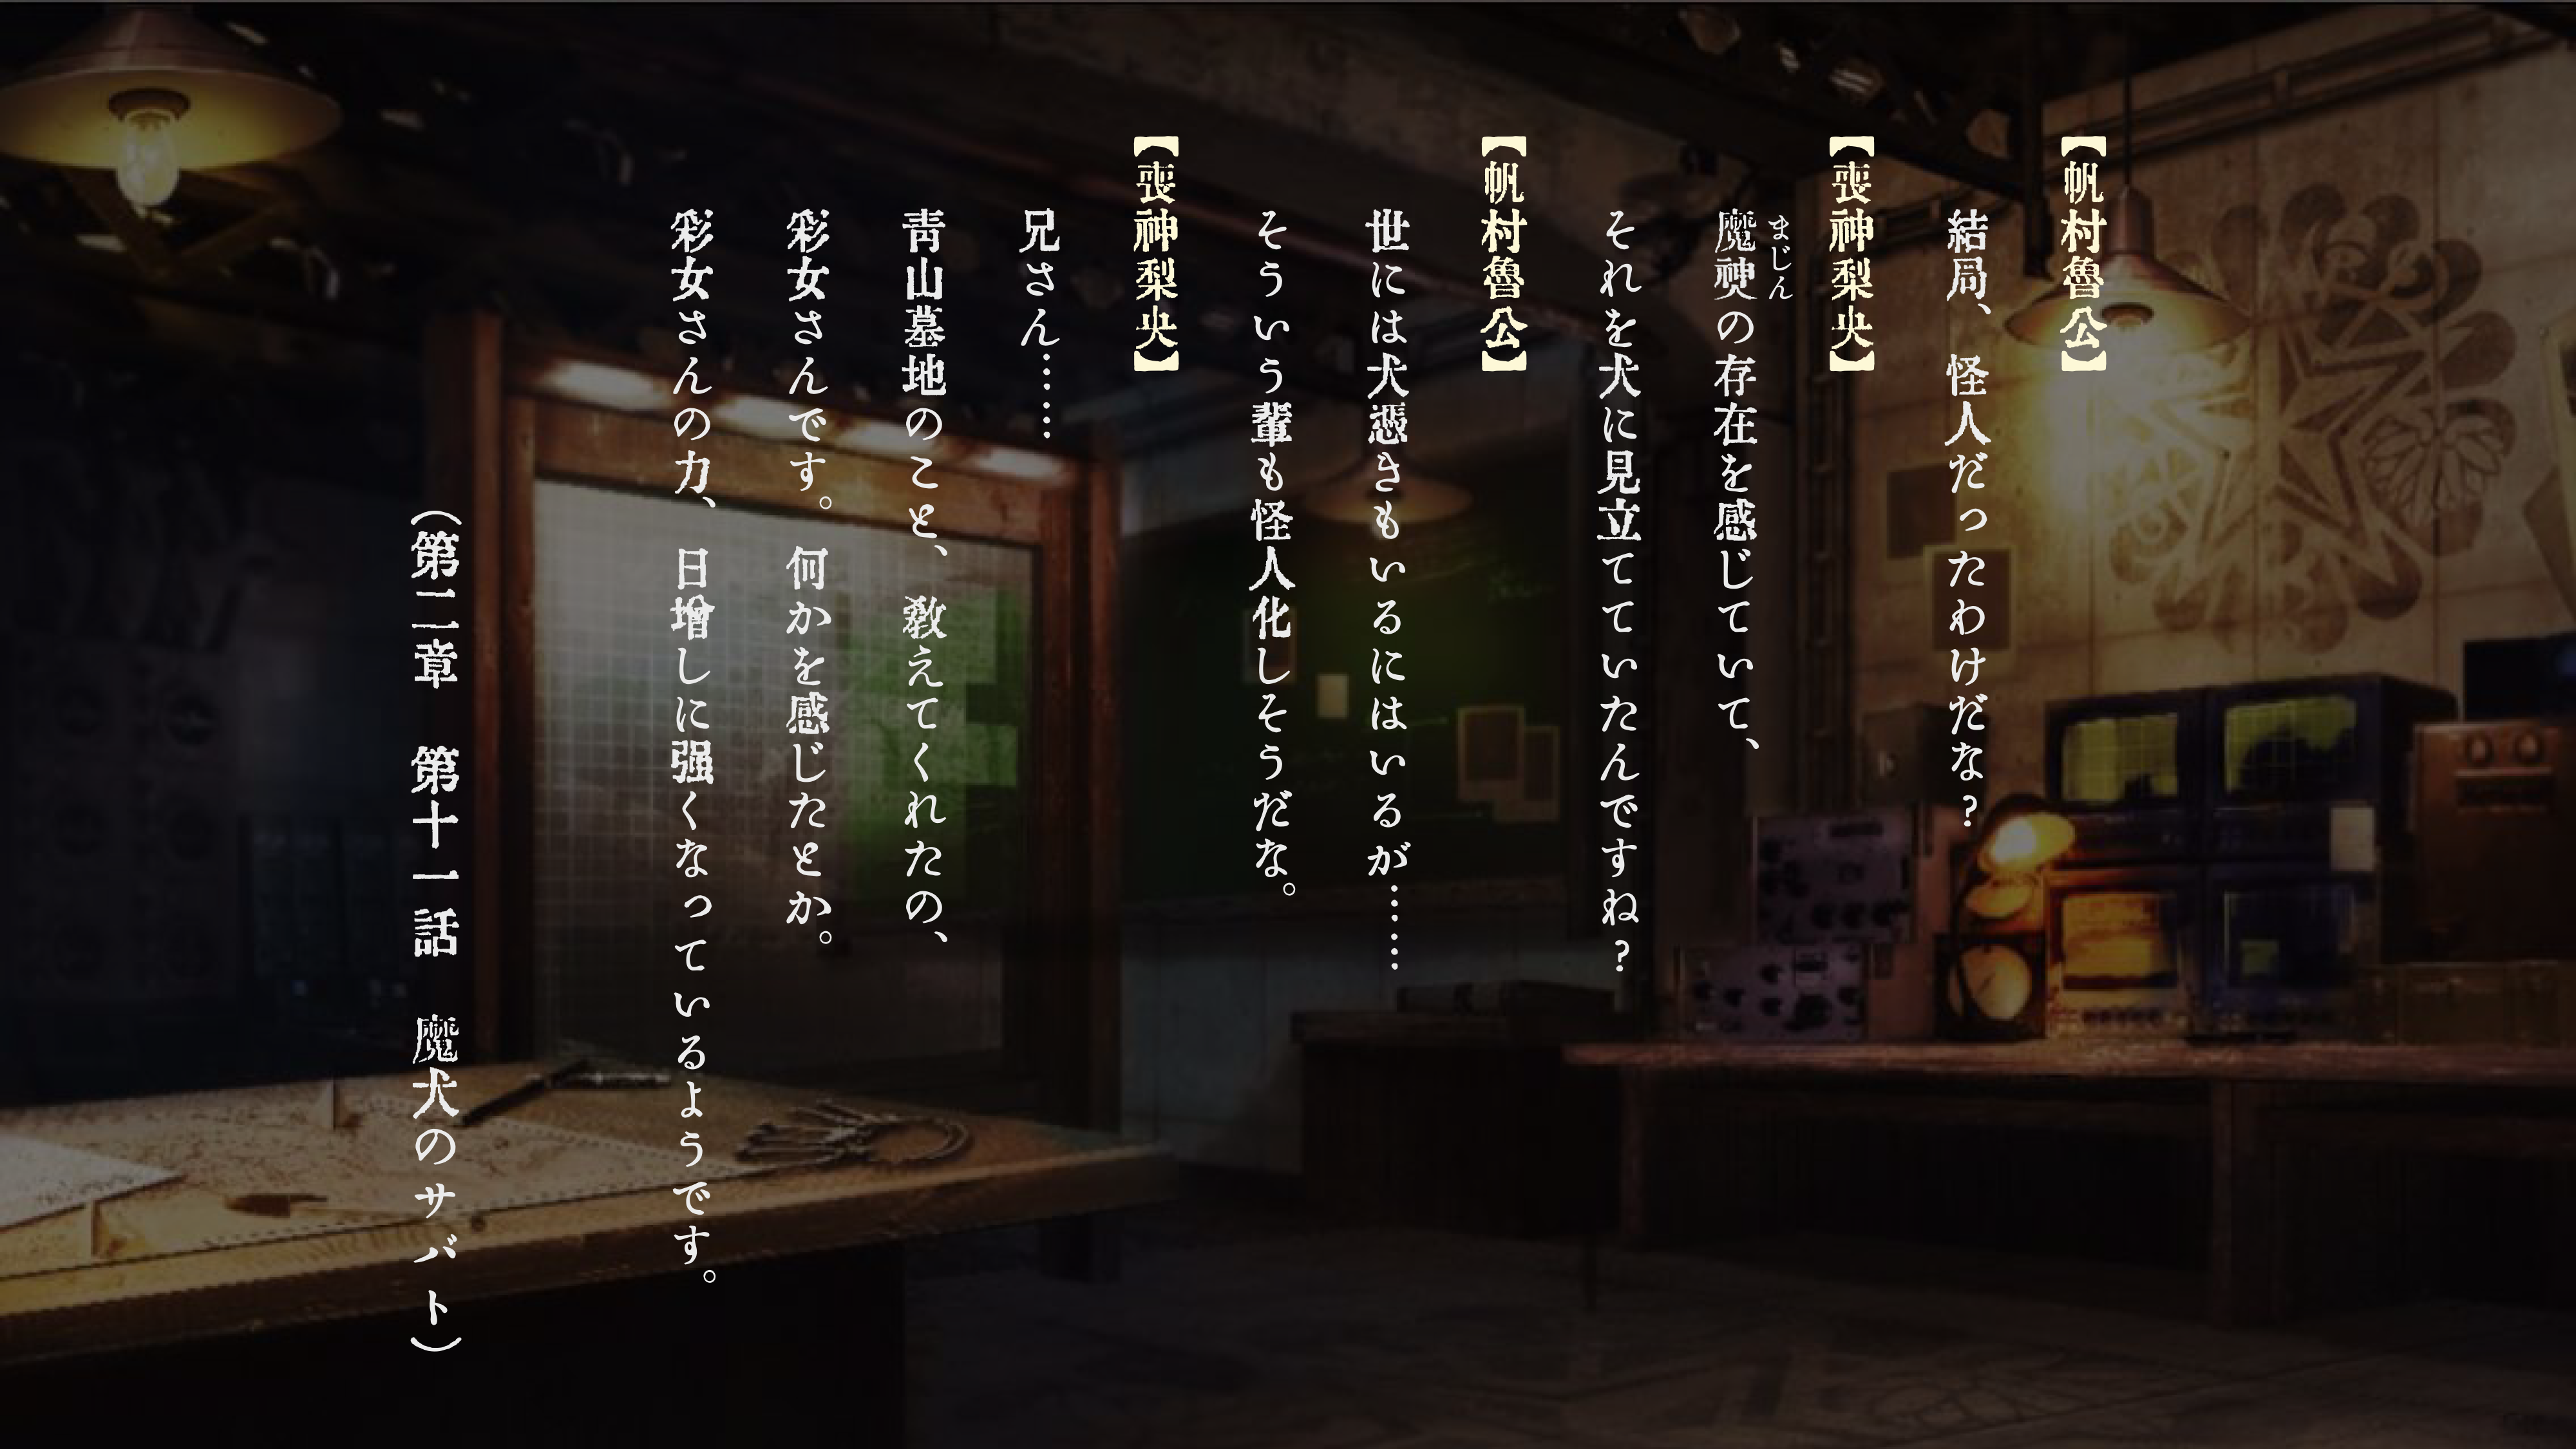 【帆村魯公】
結局、怪人だったわけだな？
【喪神梨央】
まじん
魔神の存在を感じていて、
それを犬に見立てていたんですね？
【帆村魯公】
世には犬憑きもいるにはいるが……
そういう輩も怪人化しそうだな。
【喪神梨央】
兄さん……
靑山墓地のこと、敎えてくれたの、
彩女さんです。何かを感じたとか。
彩女さんの力、日增しに强くなっているようです。
（第二章　第十一話　魔犬のサバト）